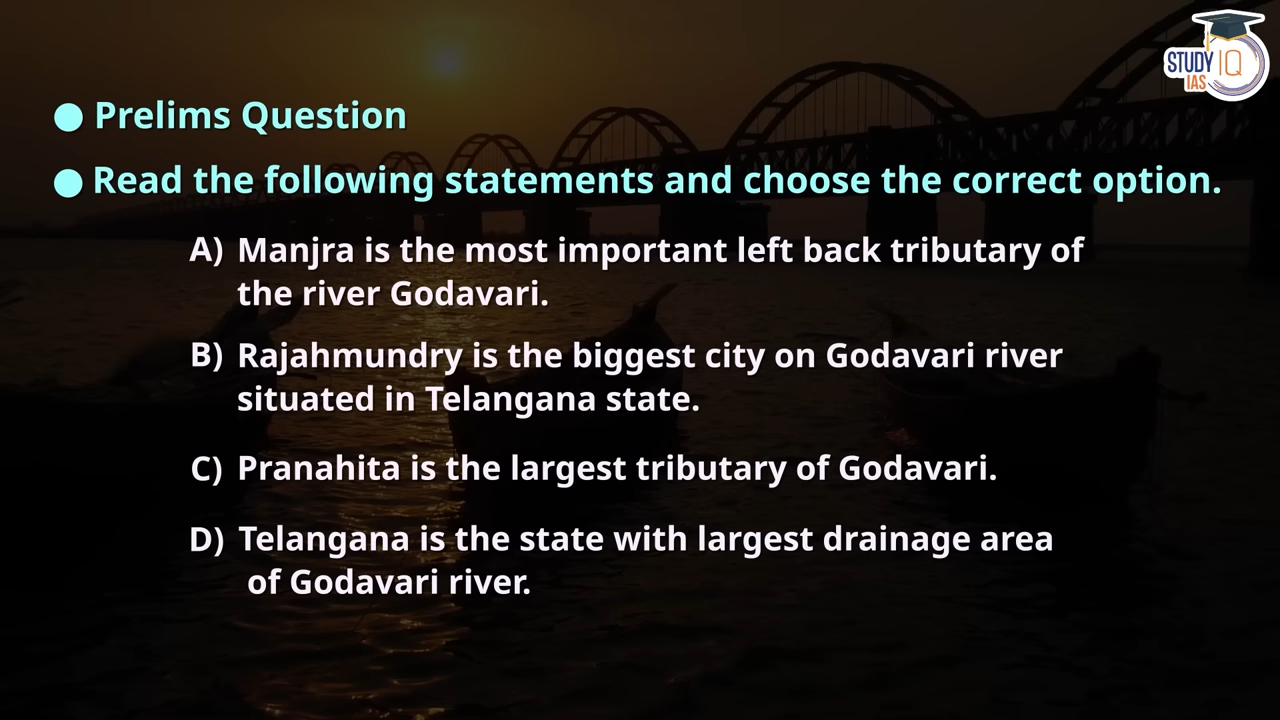 STUDY IQ
IAS
● Prelims Question
● Read the following statements and choose the correct option.
A) Manjra is the most important left back tributary of
the river Godavari.
B) Rajahmundry is the biggest city on Godavari river
situated in Telangana state.
C) Pranahita is the largest tributary of Godavari.
D) Telangana is the state with largest drainage area
of Godavari river.